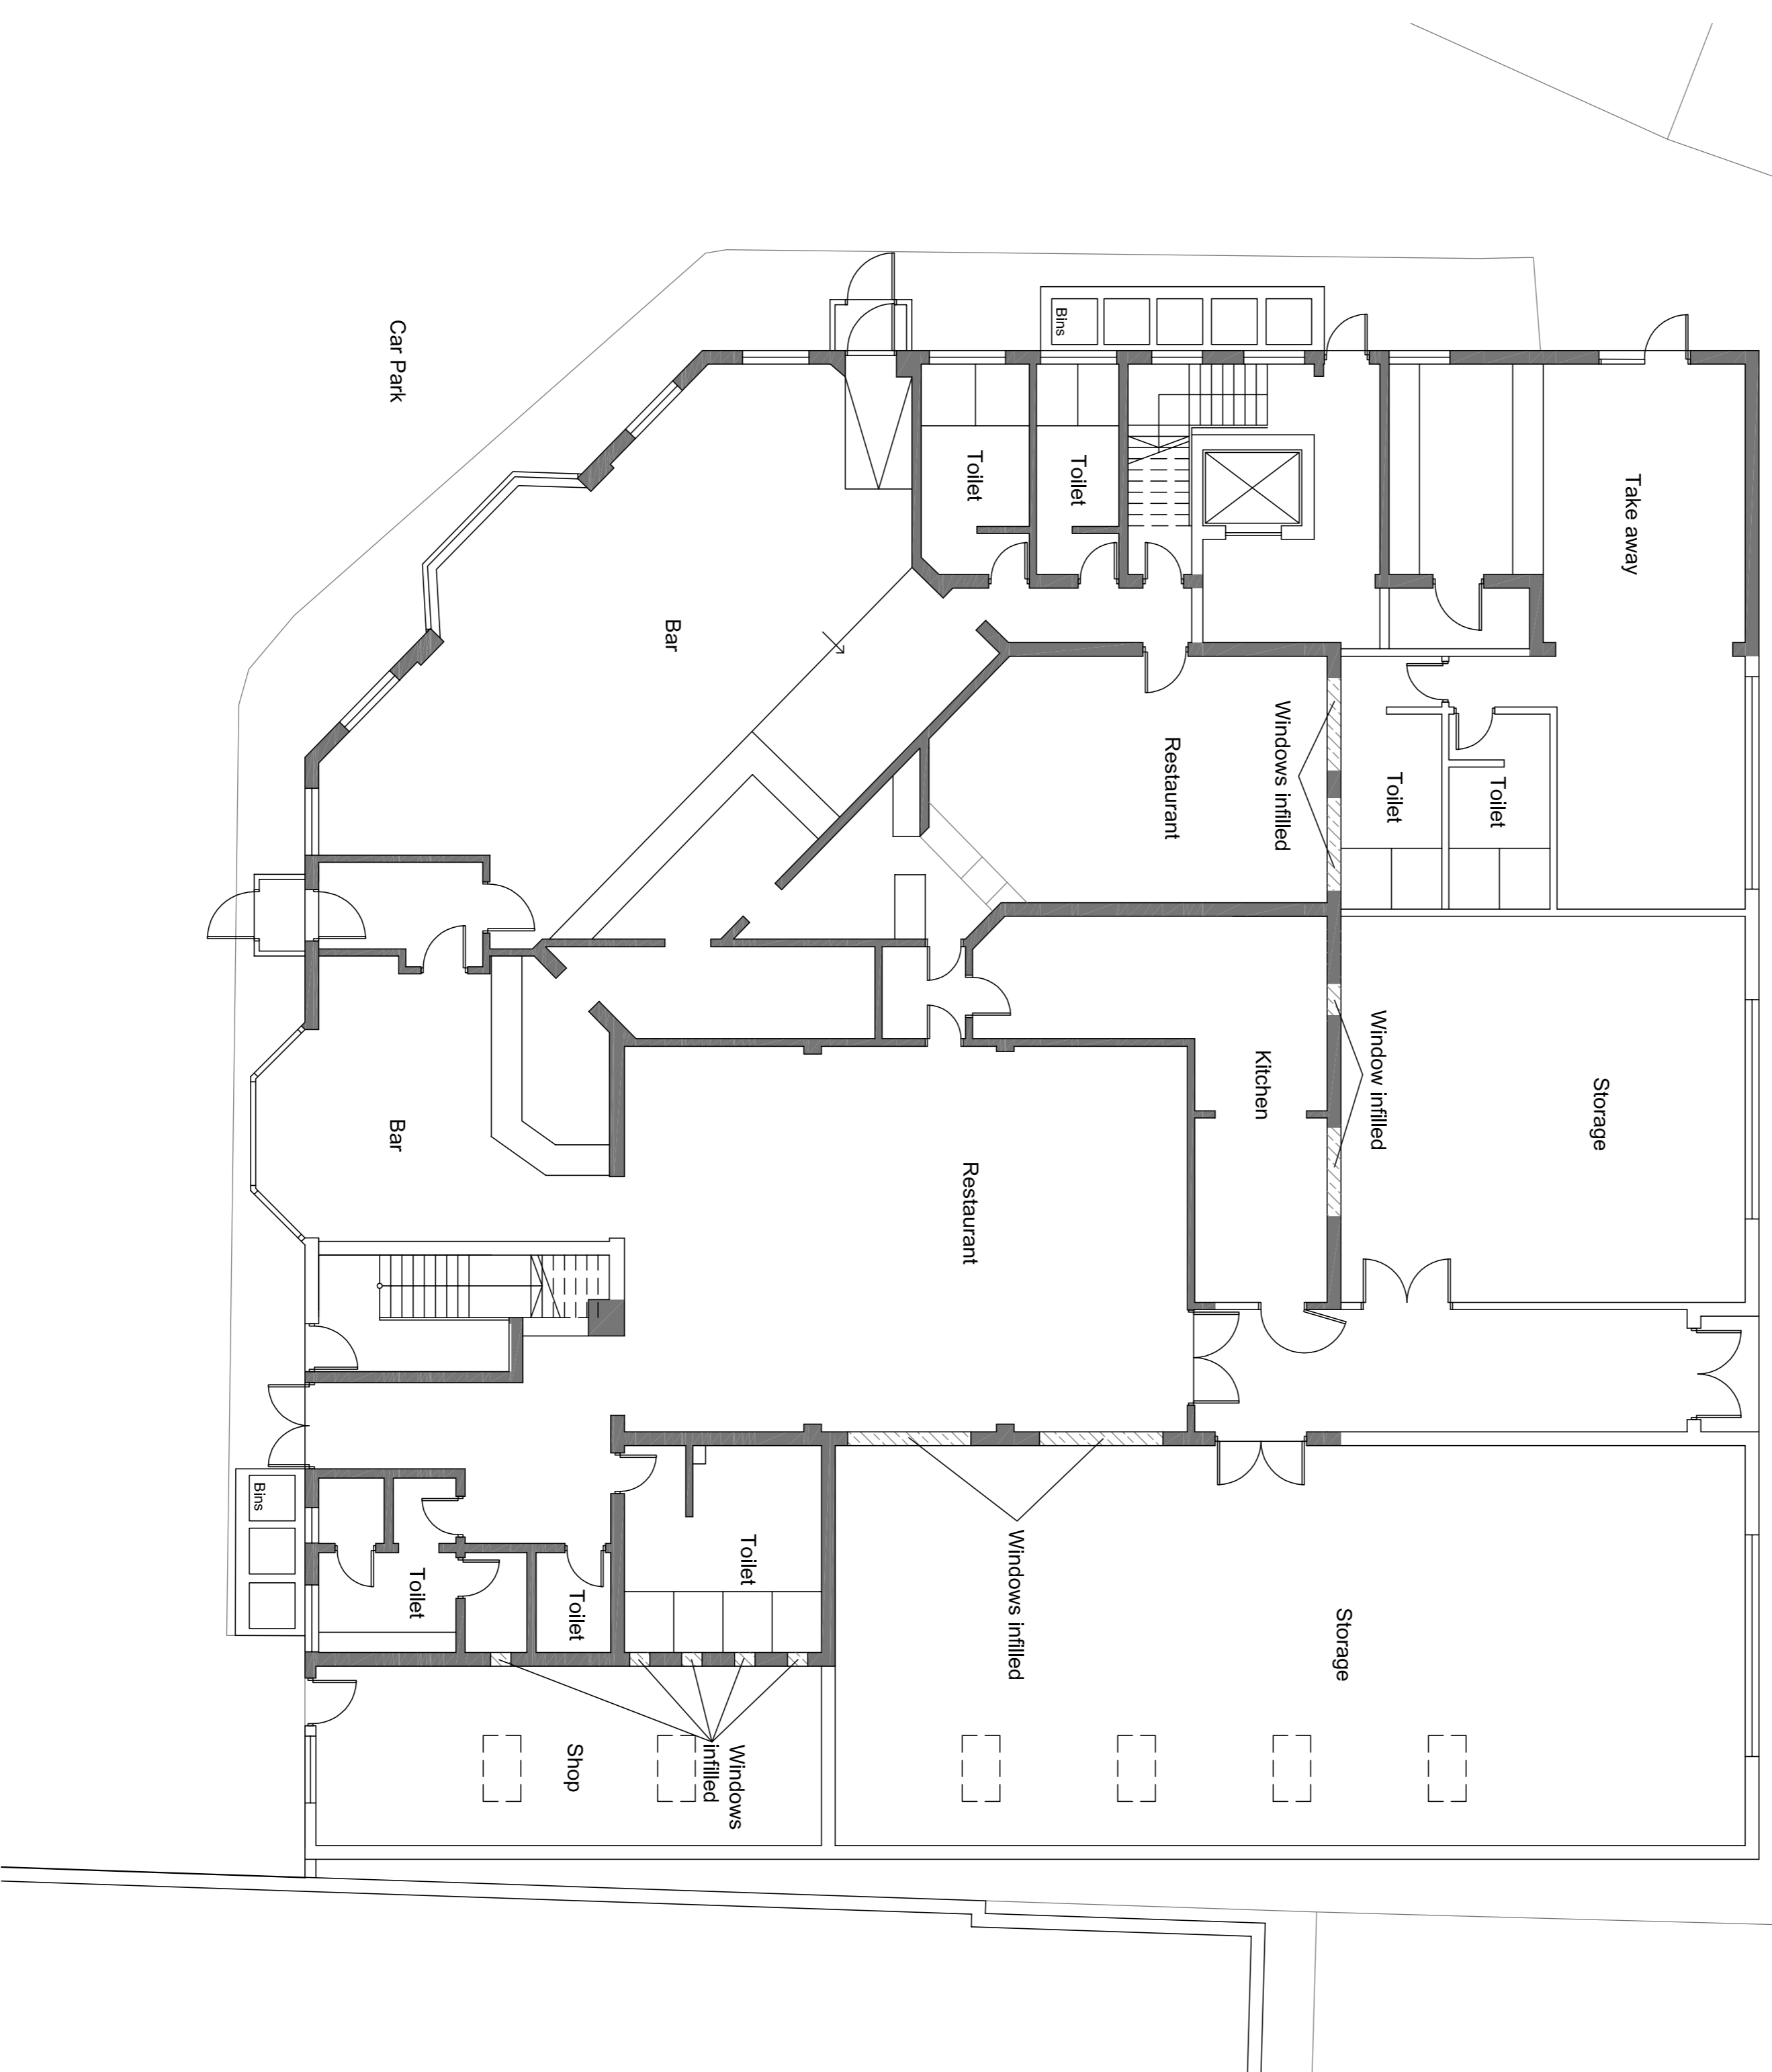 Take away
Storage
Storage
Window infilled
Toilet
Toilet
Windows infilled
Kitchen
Restaurant
Bins
Toilet
Toilet
Restaurant
Windows infilled
Bar
Toilet
Windows
infilled
Toilet
Shop
Car Park
Bar
Toilet
Bins